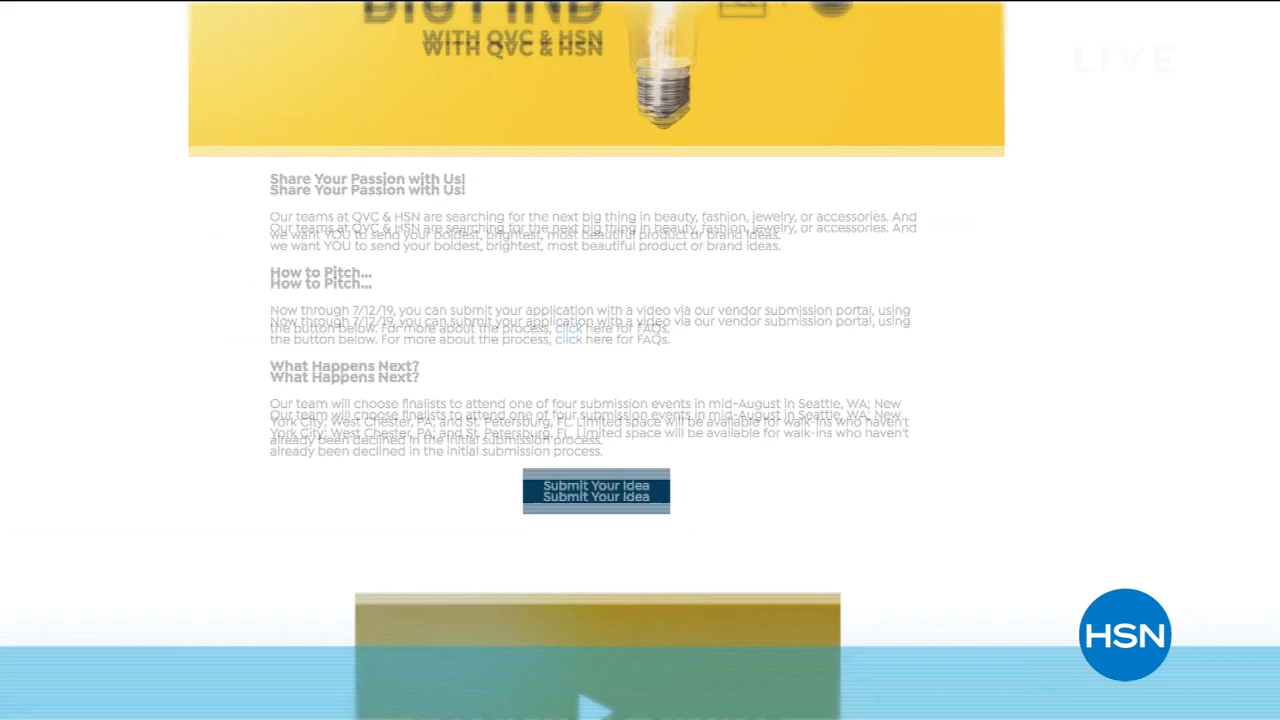 BIG FIND
WITH QVC & HSN
LIVE
Share Your Passion with Us!
Our teams at QVC & HSN are searching for the next big thing in beauty, fashion, jewelry, or accessories. And
we want YOU to send your boldest, brightest, most beautiful product or brand ideas.
How to Pitch...
Now through 7/12/19, you can submit your application with a video via our vendor submission portal, using
the button below. For more about the process, click here for FAQs.
What Happens Next?
Our team will choose finalists to attend one of four submission events in mid-August in Seattle, WA; New
York City; West Chester, PA; and St. Petersburg, FL. Limited space will be available for walk-ins who haven't
already been declined in the initial submission process.
Submit Your Idea
HSN